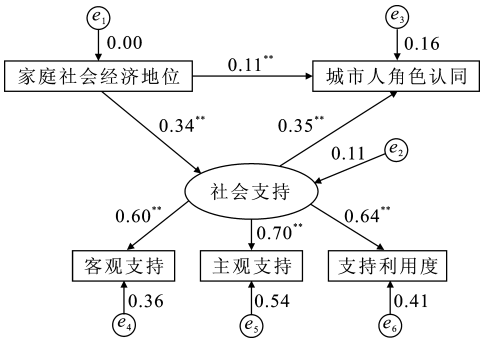 e1 e3
0.00 0.16
家庭社会经济地位 0.11** 城市人角色认同
0.34** 0.35** e2
0.11
社会支持
0.60** 0.70** 0.64**
客观支持 主观支持 支持利用度
0.36 0.54 0.41
e4 e5 e6